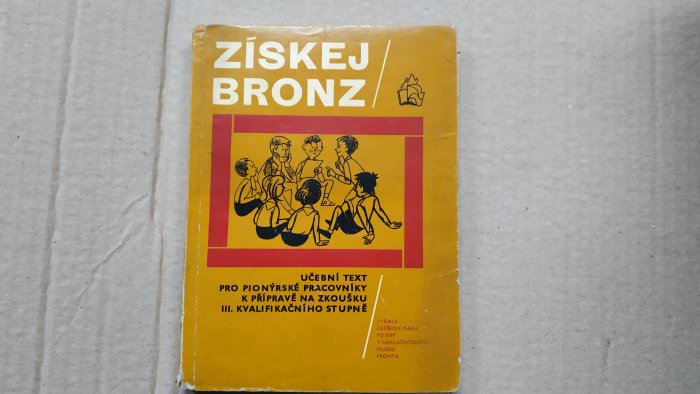 ZÍSKEJ
BRONZ
UČEBNÍ TEXT
PRO PIONÝRSKÉ PRACOVNÍKY
K PŘÍPRAVĚ NA ZKOUŠKU
III. KVALIFIKAČNÍHO STUPNĚ
VYDALA
ÚSTŘEDNÍ RADA
PO SSM
V NAKLADATELSTVÍ
MLADÁ
FRONTA